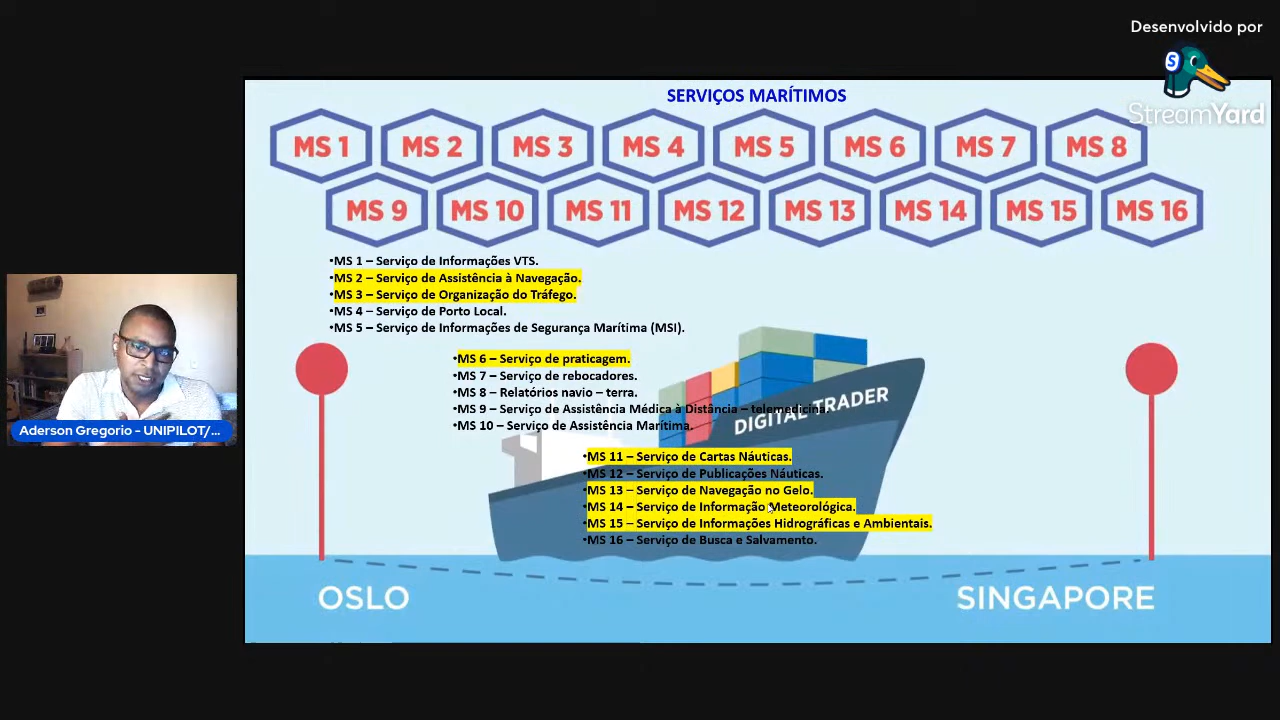 Desenvolvido por
S
StreamYard
SERVIÇOS MARÍTIMOS
MS 1 MS 2 MS 3 MS 4 MS 5 MS 6 MS 7 MS 8
MS 9 MS 10 MS 11 MS 12 MS 13 MS 14 MS 15 MS 16
•MS 1 – Serviço de Informações VTS.
•MS 2 – Serviço de Assistência à Navegação.
•MS 3 – Serviço de Organização do Tráfego.
•MS 4 – Serviço de Porto Local.
•MS 5 – Serviço de Informações de Segurança Marítima (MSI).
•MS 6 – Serviço de praticagem.
•MS 7 – Serviço de rebocadores.
•MS 8 – Relatórios navio – terra.
•MS 9 – Serviço de Assistência Médica à Distância – telemedicina.
•MS 10 – Serviço de Assistência Marítima.
DIGITAL TRADER
•MS 11 – Serviço de Cartas Náuticas.
•MS 12 – Serviço de Publicações Náuticas.
•MS 13 – Serviço de Navegação no Gelo.
•MS 14 – Serviço de Informação Meteorológica.
•MS 15 – Serviço de Informações Hidrográficas e Ambientais.
•MS 16 – Serviço de Busca e Salvamento.
OSLO
SINGAPORE
Aderson Gregorio - UNIPILOT/...